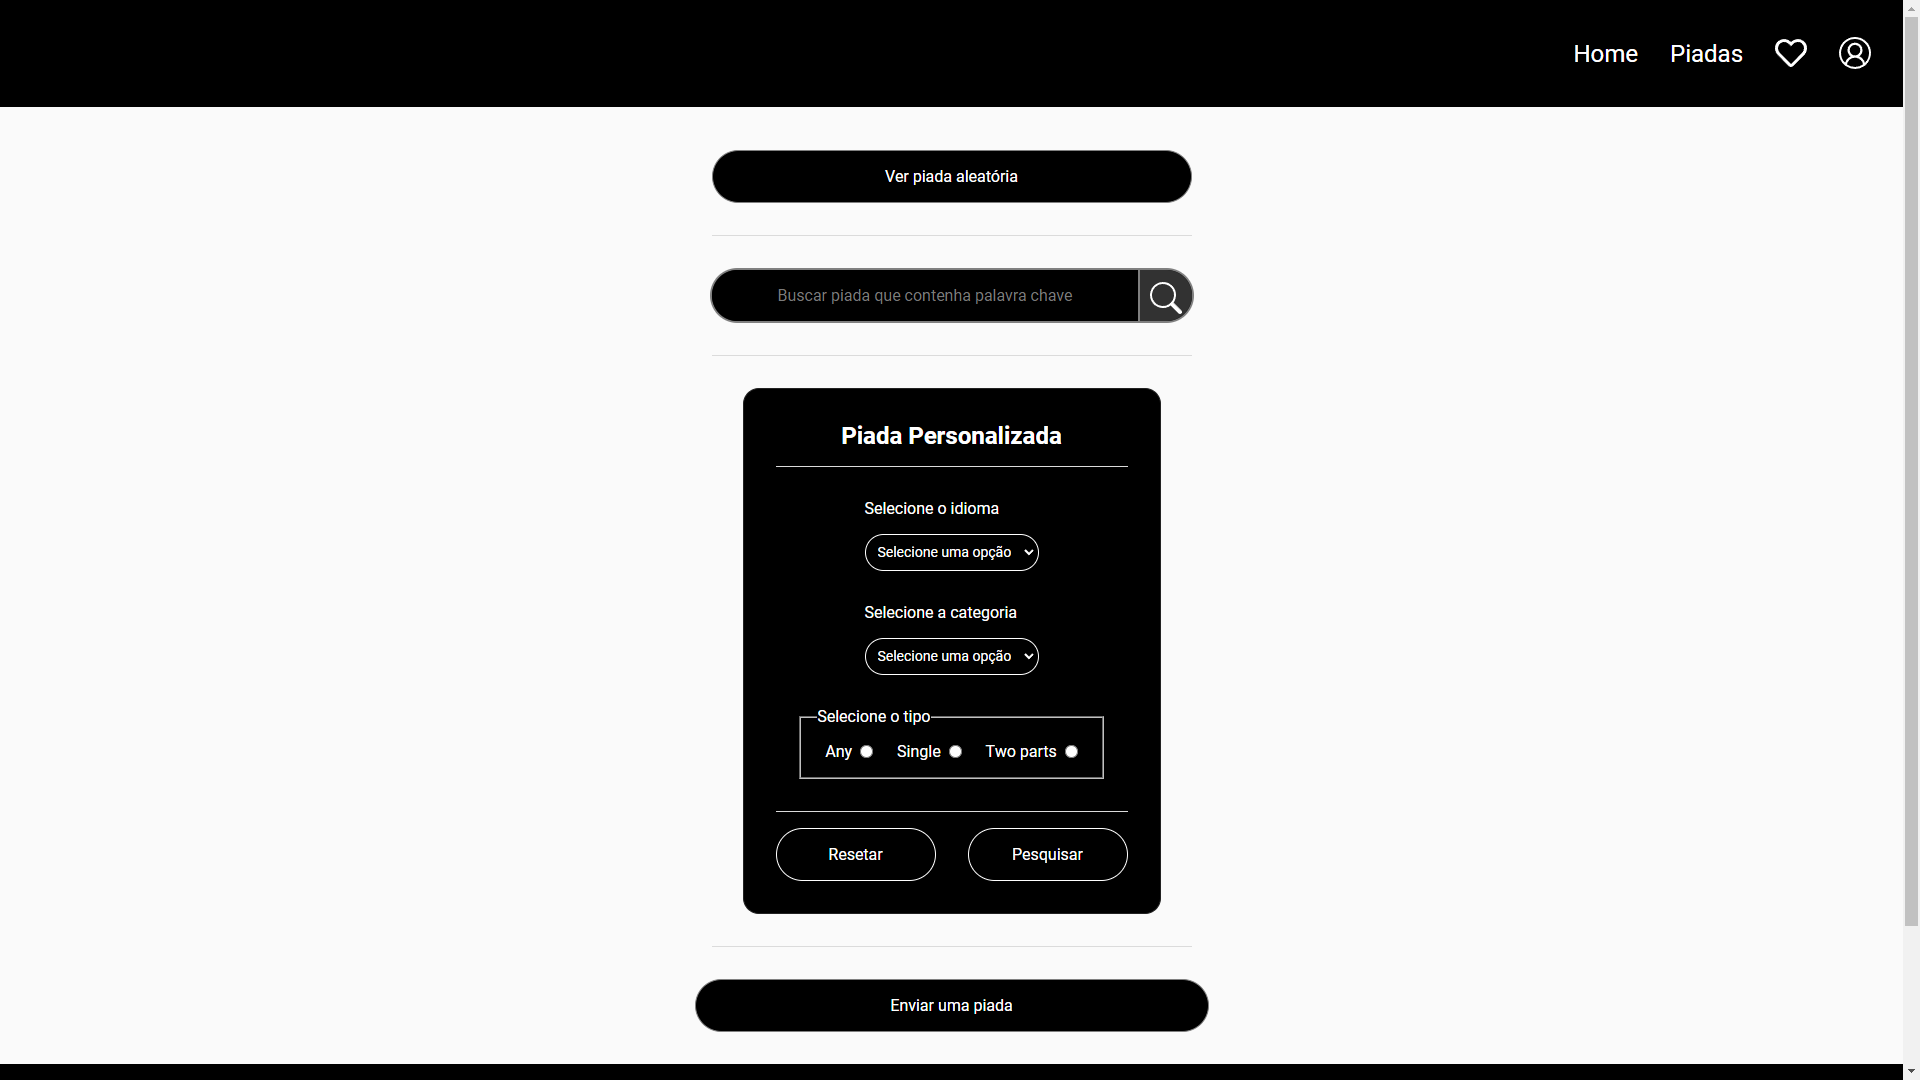 Home Piadas
Ver piada aleatória
Buscar piada que contenha palavra chave
Piada Personalizada
Selecione o idioma
Selecione uma opção
Selecione a categoria
Selecione uma opção
Selecione o tipo
Any Single Two parts
Resetar Pesquisar
Enviar uma piada